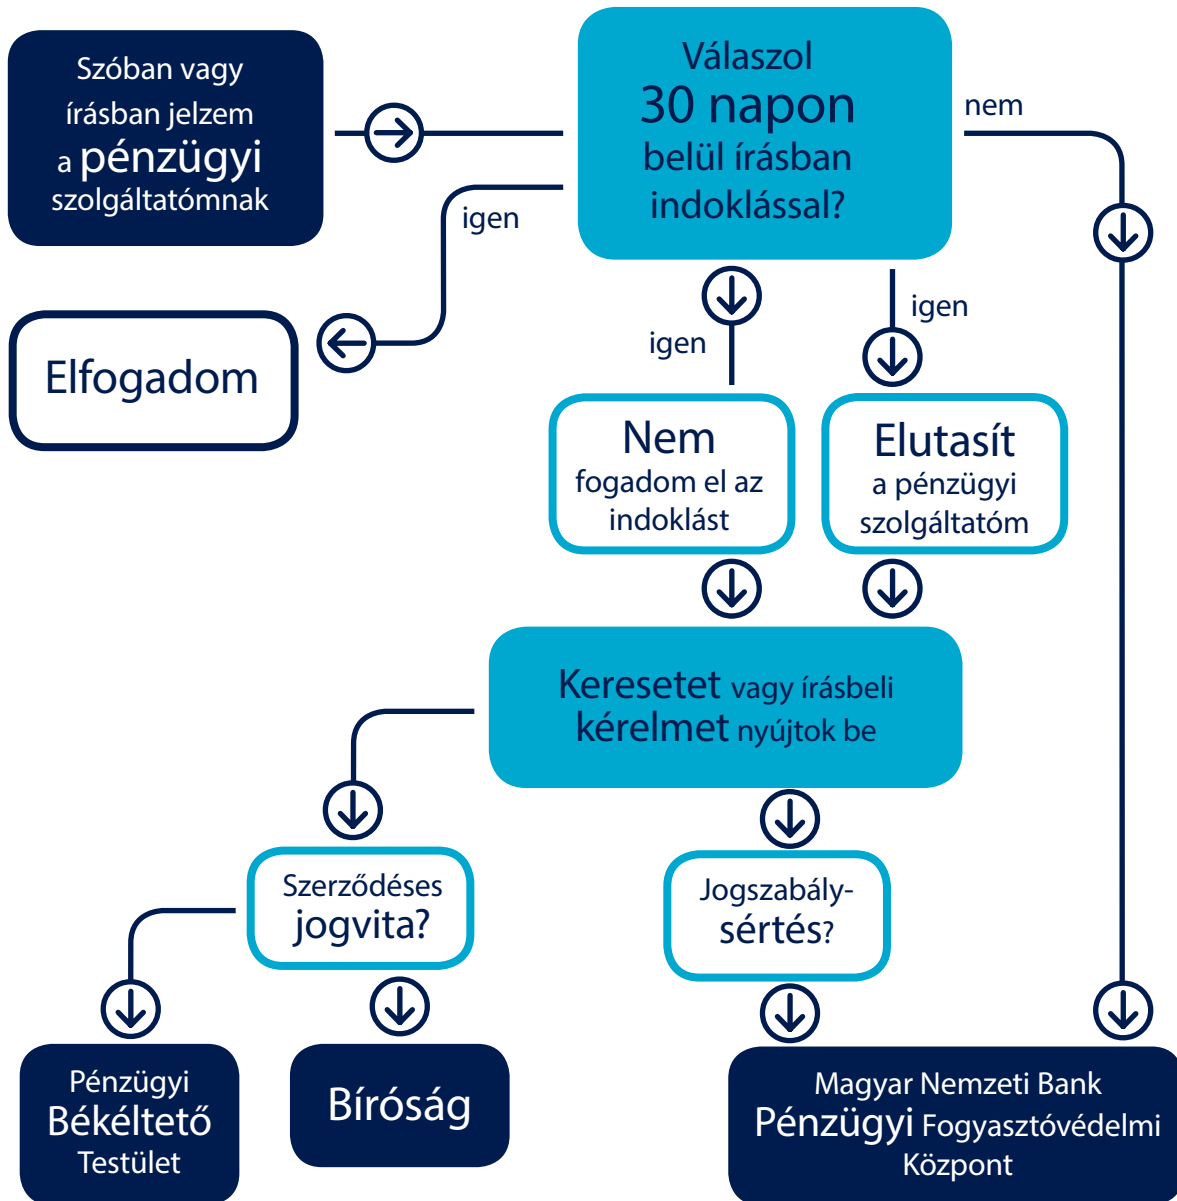 Szóban vagy
írásban jelzem
a pénzügyi
szolgáltatómnak
Válaszol
30 napon
belül írásban
indoklással?
nem
igen
Elfogadom
igen
igen
Nem
fogadom el az
indoklást
Elutasít
a pénzügyi
szolgáltatóm
Keresetet vagy írásbeli
kérelmet nyújtok be
Szerződéses
jogvita?
Jogszabály-
sértés?
Pénzügyi
Békéltető
Testület
Bíróság
Magyar Nemzeti Bank
Pénzügyi Fogyasztóvédelmi
Központ